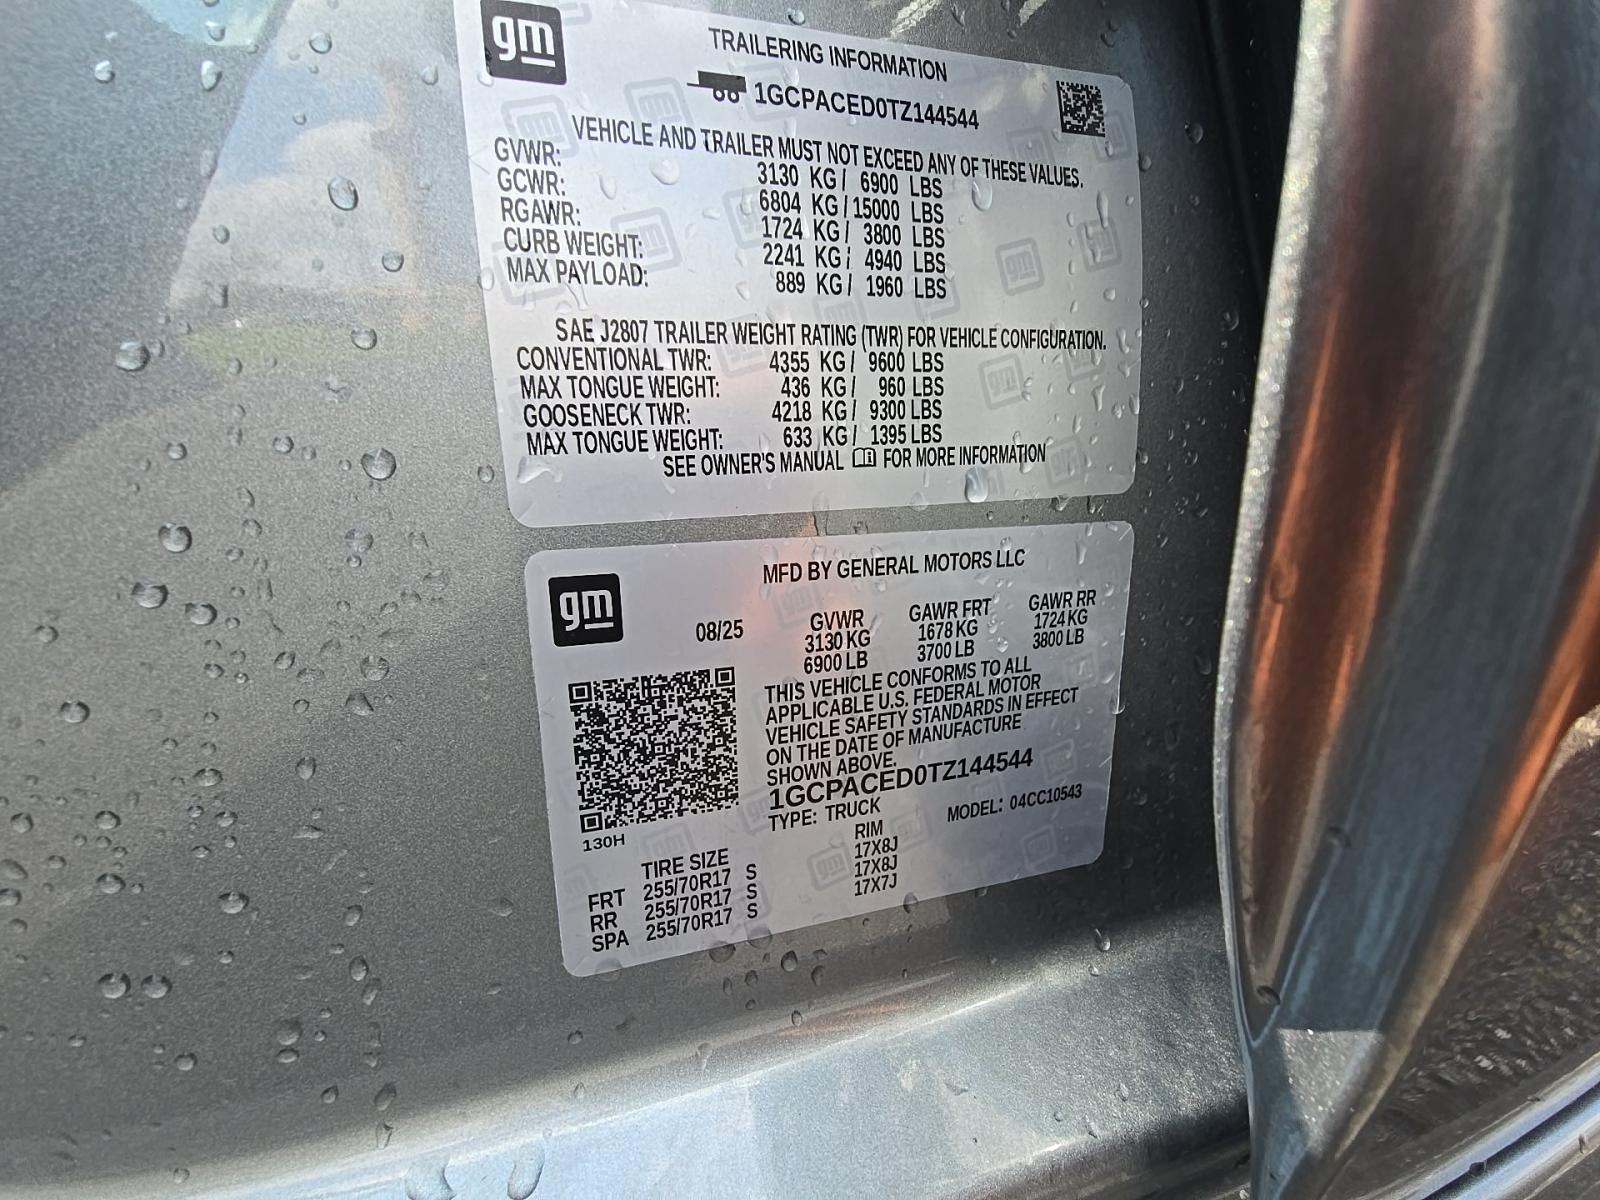 gm
TRAILERING INFORMATION
1GCPACED0TZ144544
VEHICLE AND TRAILER MUST NOT EXCEED ANY OF THESE VALUES.
GVWR: 3130 KG / 6900 LBS
GCWR: 6804 KG / 15000 LBS
RGAWR: 1724 KG / 3800 LBS
CURB WEIGHT: 2241 KG / 4940 LBS
MAX PAYLOAD: 889 KG / 1960 LBS
SAE J2807 TRAILER WEIGHT RATING (TWR) FOR VEHICLE CONFIGURATION.
CONVENTIONAL TWR: 4355 KG / 9600 LBS
MAX TONGUE WEIGHT: 436 KG / 960 LBS
GOOSENECK TWR: 4218 KG / 9300 LBS
MAX TONGUE WEIGHT: 633 KG / 1395 LBS
SEE OWNER'S MANUAL FOR MORE INFORMATION
gm
MFD BY GENERAL MOTORS LLC
08/25
GVWR GAWR FRT GAWR RR
3130 KG 1678 KG 1724 KG
6900 LB 3700 LB 3800 LB
THIS VEHICLE CONFORMS TO ALL
APPLICABLE U.S. FEDERAL MOTOR
VEHICLE SAFETY STANDARDS IN EFFECT
ON THE DATE OF MANUFACTURE
SHOWN ABOVE.
1GCPACED0TZ144544
TYPE: TRUCK MODEL: 04CC10543
130H
TIRE SIZE RIM
FRT 255/70R17 S 17X8J
RR 255/70R17 S 17X8J
SPA 255/70R17 S 17X7J